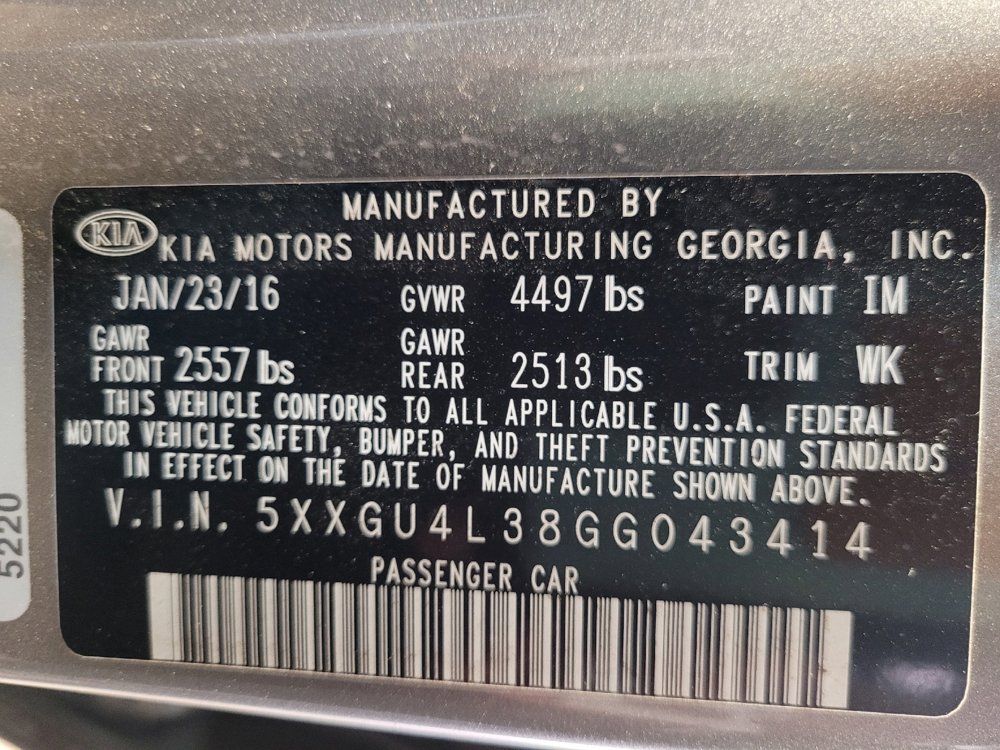 MANUFACTURED BY
KIA
KIA MOTORS MANUFACTURING GEORGIA, INC.
JAN/23/16 GVWR 4497 lbs PAINT IM
GAWR FRONT 2557 lbs GAWR REAR 2513 lbs TRIM WK
THIS VEHICLE CONFORMS TO ALL APPLICABLE U.S.A. FEDERAL
MOTOR VEHICLE SAFETY, BUMPER, AND THEFT PREVENTION STANDARDS
IN EFFECT ON THE DATE OF MANUFACTURE SHOWN ABOVE.
V.I.N. 5XXGU4L38GG043414
PASSENGER CAR
5220